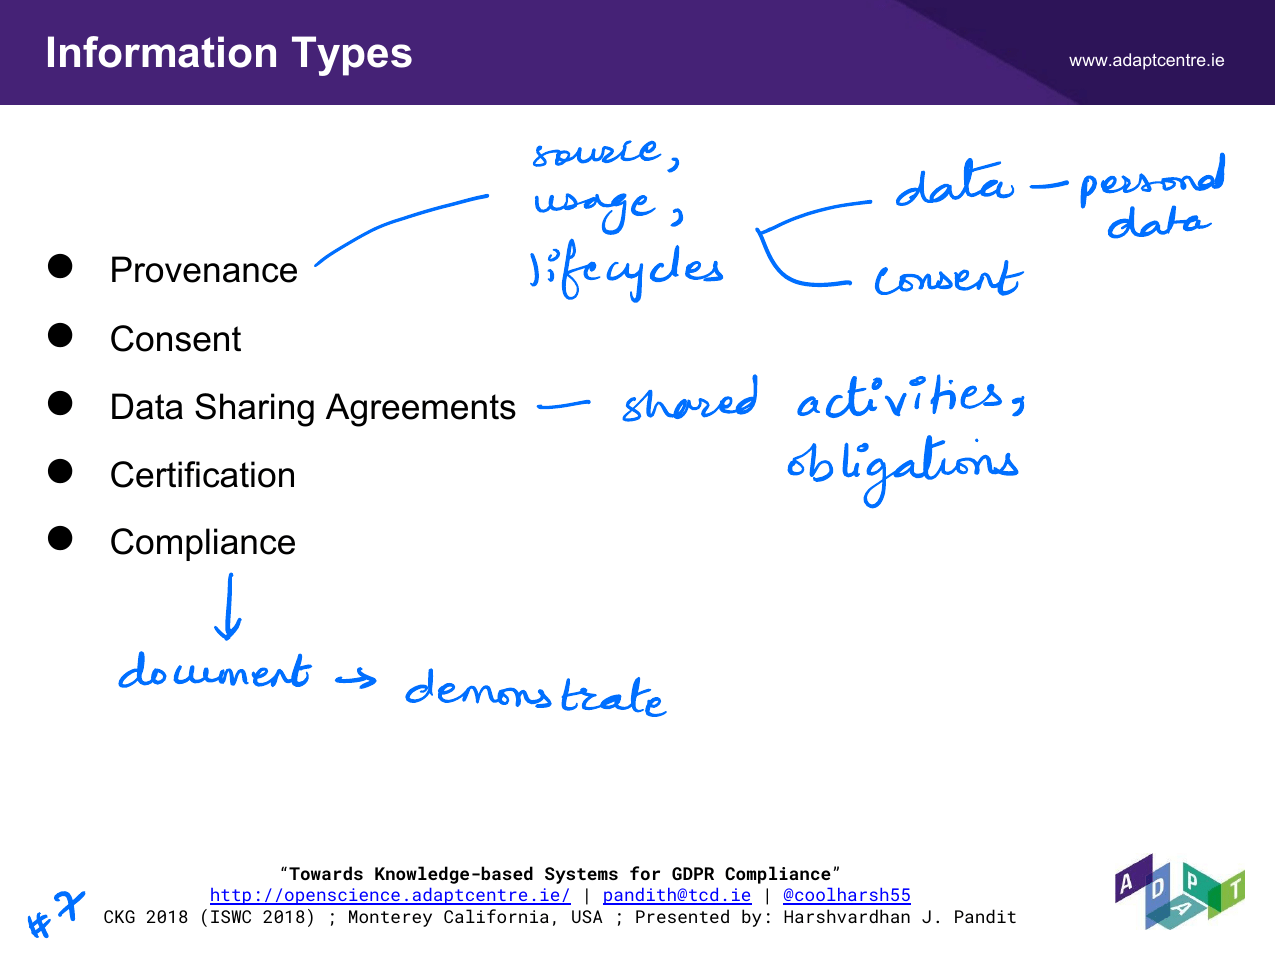 Information Types
www.adaptcentre.ie
source,
usage,
lifecycles
data – personal
data
consent
● Provenance
● Consent
● Data Sharing Agreements – shared activities,
obligations
● Certification
● Compliance
↓
document → demonstrate
“Towards Knowledge-based Systems for GDPR Compliance”
http://openscience.adaptcentre.ie/ | pandith@tcd.ie | @coolharsh55
CKG 2018 (ISWC 2018) ; Monterey California, USA ; Presented by: Harshvardhan J. Pandit
#7
ADAPT